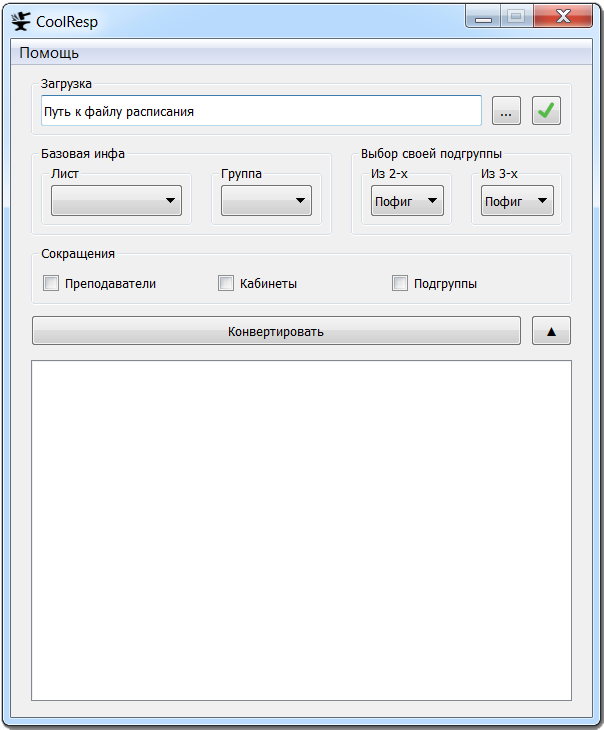 CoolResp
Помощь
Загрузка
Путь к файлу расписания
...
Базовая инфа
Выбор своей подгруппы
Лист
Группа
Из 2-х
Из 3-х
Пофиг
Пофиг
Сокращения
Преподаватели
Кабинеты
Подгруппы
Конвертировать